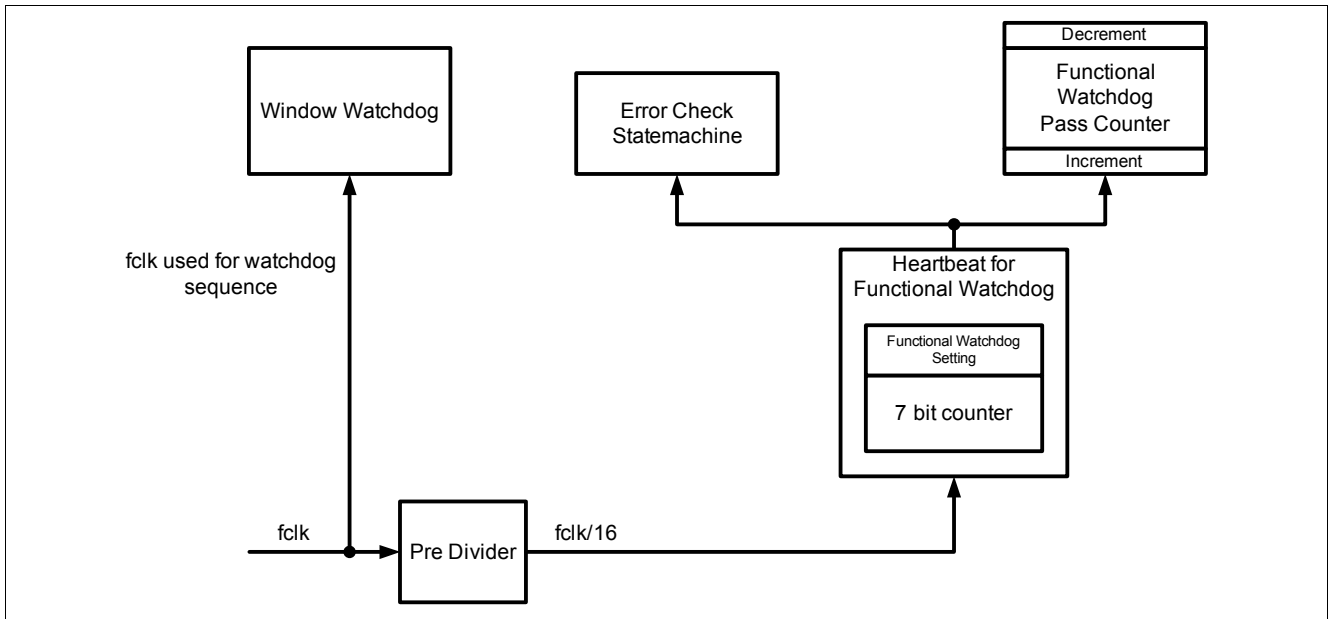 Window Watchdog
Error Check
Statemachine
Decrement
Functional
Watchdog
Pass Counter
Increment
fclk used for watchdog
sequence
Heartbeat for
Functional Watchdog
Functional Watchdog
Setting
7 bit counter
fclk
Pre Divider
fclk/16